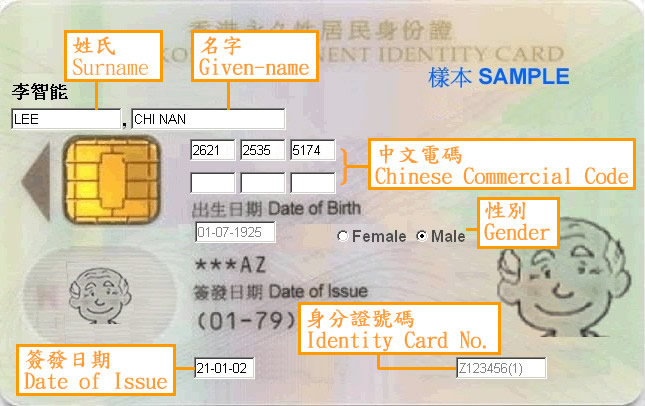 香港永久性居民身份證
姓氏
Surname
名字
Given-name
NENT IDENTITY CARD
樣本 SAMPLE
李智能
LEE , CHI NAN
2621 2535 5174
中文電碼
Chinese Commercial Code
出生日期 Date of Birth
性別
Gender
01-07-1925
Female Male
***AZ
簽發日期 Date of Issue
(01-79)
身分證號碼
Identity Card No.
簽發日期
Date of Issue
21-01-02
Z123456(1)